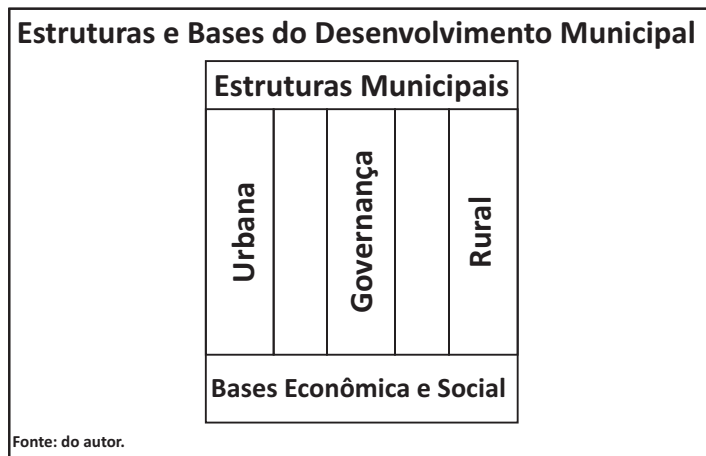 Estruturas e Bases do Desenvolvimento Municipal
Estruturas Municipais
Urbana
Governança
Rural
Bases Econômica e Social
Fonte: do autor.